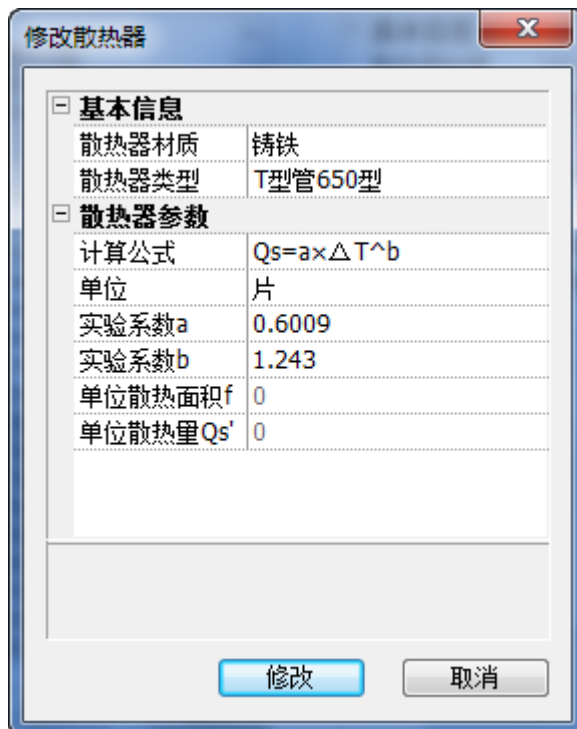 修改散热器
基本信息
散热器材质 铸铁
散热器类型 T型管650型
散热器参数
计算公式 Qs=a×△T^b
单位 片
实验系数a 0.6009
实验系数b 1.243
单位散热面积f 0
单位散热量Qs' 0
修改 取消